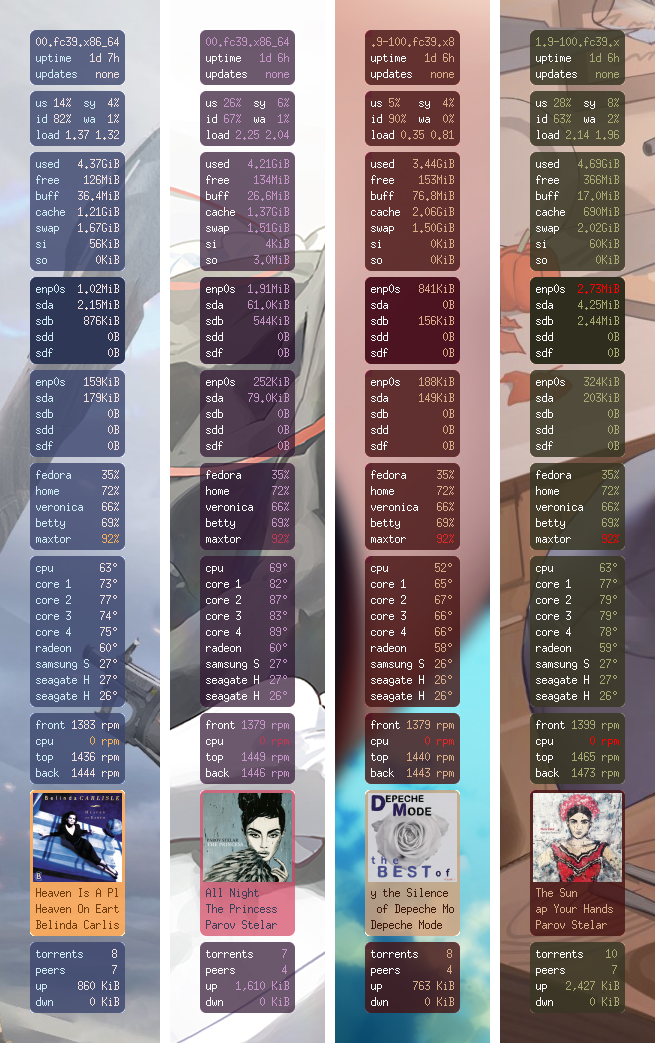 00.fc39.x86_64
uptime 1d 7h
updates none
us 14% sy 4%
id 82% wa 1%
load 1.37 1.32
used 4.37GiB
free 126MiB
buff 36.4MiB
cache 1.21GiB
swap 1.67GiB
si 56KiB
so 0KiB
enp0s 1.02MiB
sda 2.15MiB
sdb 876KiB
sdd 0B
sdf 0B
enp0s 159KiB
sda 179KiB
sdb 0B
sdd 0B
sdf 0B
fedora 35%
home 72%
veronica 66%
betty 69%
maxtor 92%
cpu 63°
core 1 73°
core 2 77°
core 3 74°
core 4 75°
radeon 60°
samsung S 27°
seagate H 27°
seagate H 26°
front 1383 rpm
cpu 0 rpm
top 1436 rpm
back 1444 rpm
Belinda CARLISLE
HEAVEN
on EARTH
Heaven Is A Pl
Heaven On Eart
Belinda Carlis
torrents 8
peers 7
up 860 KiB
dwn 0 KiB
00.fc39.x86_64
uptime 1d 6h
updates none
us 26% sy 6%
id 67% wa 1%
load 2.25 2.04
used 4.21GiB
free 134MiB
buff 26.6MiB
cache 1.37GiB
swap 1.51GiB
si 4KiB
so 3.0MiB
enp0s 1.91MiB
sda 61.0KiB
sdb 544KiB
sdd 0B
sdf 0B
enp0s 252KiB
sda 79.0KiB
sdb 0B
sdd 0B
sdf 0B
fedora 35%
home 72%
veronica 66%
betty 69%
maxtor 92%
cpu 69°
core 1 82°
core 2 87°
core 3 83°
core 4 89°
radeon 60°
samsung S 27°
seagate H 27°
seagate H 26°
front 1379 rpm
cpu 0 rpm
top 1449 rpm
back 1446 rpm
PAROV STELAR
THE PRINCESS
All Night
The Princess
Parov Stelar
torrents 7
peers 4
up 1,610 KiB
dwn 0 KiB
.9-100.fc39.x8
uptime 1d 6h
updates none
us 5% sy 4%
id 90% wa 0%
load 0.35 0.81
used 3.44GiB
free 153MiB
buff 76.8MiB
cache 2.06GiB
swap 1.50GiB
si 0KiB
so 0KiB
enp0s 841KiB
sda 0B
sdb 156KiB
sdd 0B
sdf 0B
enp0s 188KiB
sda 149KiB
sdb 0B
sdd 0B
sdf 0B
fedora 35%
home 72%
veronica 66%
betty 69%
maxtor 92%
cpu 52°
core 1 65°
core 2 67°
core 3 66°
core 4 66°
radeon 58°
samsung S 26°
seagate H 26°
seagate H 26°
front 1379 rpm
cpu 0 rpm
top 1440 rpm
back 1443 rpm
DEPECHE
MODE
the
BEST of
y the Silence
of Depeche Mo
Depeche Mode
torrents 8
peers 4
up 763 KiB
dwn 0 KiB
1.9-100.fc39.x
uptime 1d 6h
updates none
us 28% sy 8%
id 63% wa 2%
load 2.14 1.96
used 4.69GiB
free 366MiB
buff 17.0MiB
cache 690MiB
swap 2.02GiB
si 60KiB
so 0KiB
enp0s 2.73MiB
sda 4.25MiB
sdb 2.44MiB
sdd 0B
sdf 0B
enp0s 324KiB
sda 203KiB
sdb 0B
sdd 0B
sdf 0B
fedora 35%
home 72%
veronica 66%
betty 69%
maxtor 92%
cpu 63°
core 1 77°
core 2 79°
core 3 79°
core 4 78°
radeon 59°
samsung S 27°
seagate H 27°
seagate H 26°
front 1399 rpm
cpu 0 rpm
top 1465 rpm
back 1473 rpm
The Sun
ap Your Hands
Parov Stelar
torrents 10
peers 7
up 2,427 KiB
dwn 0 KiB